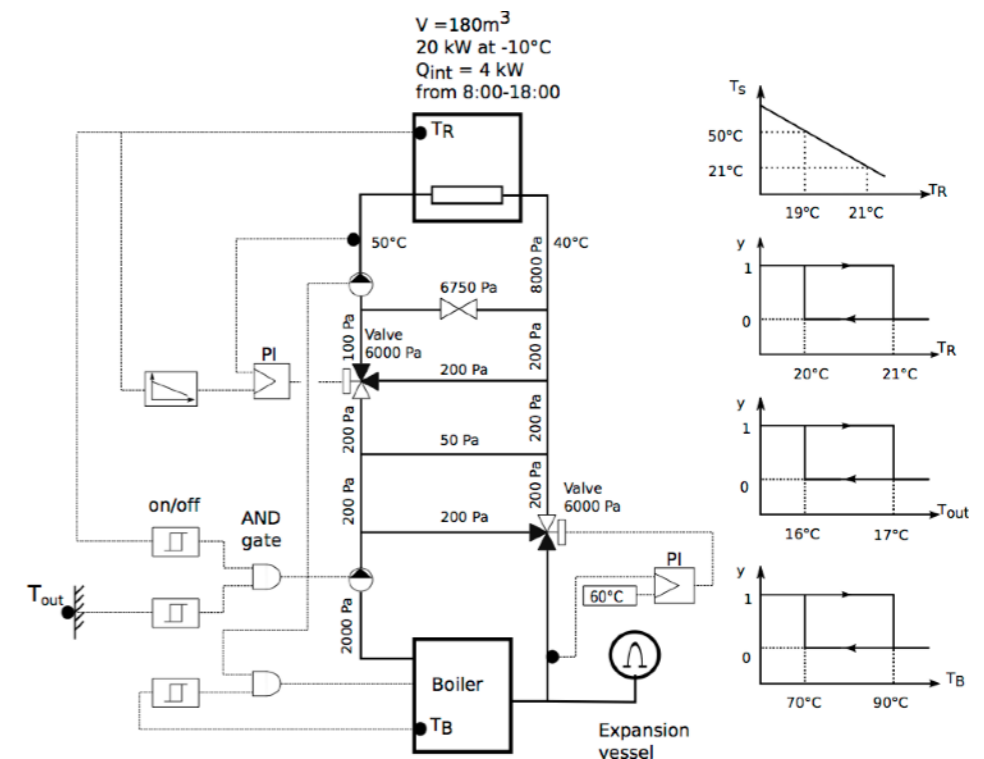 V =180m³
20 kW at -10°C
Qint = 4 kW
from 8:00-18:00
TR
50°C
40°C
8000 Pa
6750 Pa
100 Pa
Valve
6000 Pa
200 Pa
200 Pa
PI
200 Pa
200 Pa
50 Pa
200 Pa
200 Pa
Valve
6000 Pa
200 Pa
on/off
AND
gate
Tout
PI
60°C
2000 Pa
Boiler
TB
Expansion
vessel
Ts
50°C
21°C
TR
19°C 21°C
y
1
0
TR
20°C 21°C
y
1
0
Tout
16°C 17°C
y
1
0
TB
70°C 90°C